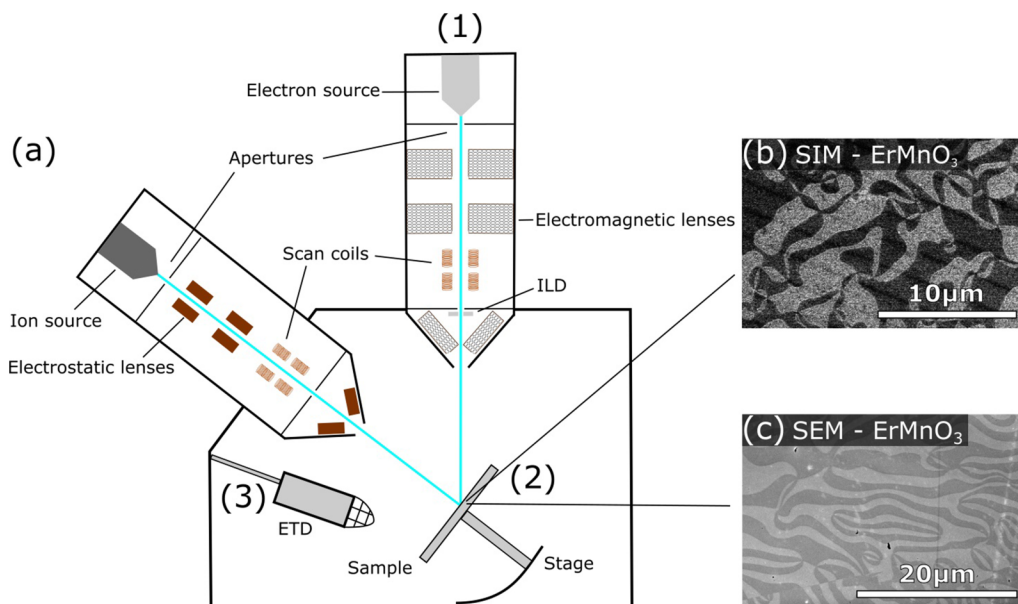 (1)
Electron source
(a)
Apertures
(b) SIM - ErMnO₃
Electromagnetic lenses
Scan coils
10μm
ILD
Ion source
Electrostatic lenses
(c) SEM - ErMnO₃
(2)
(3)
ETD
Sample
Stage
20μm